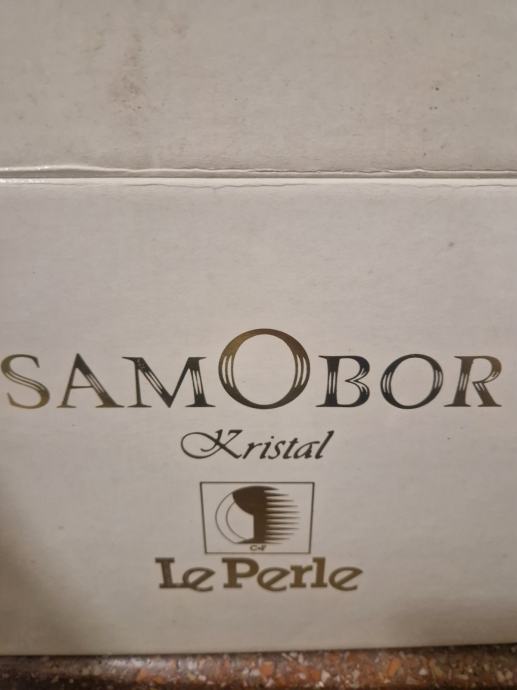 SAMOBOR
Kristal
C+F
Le Perle